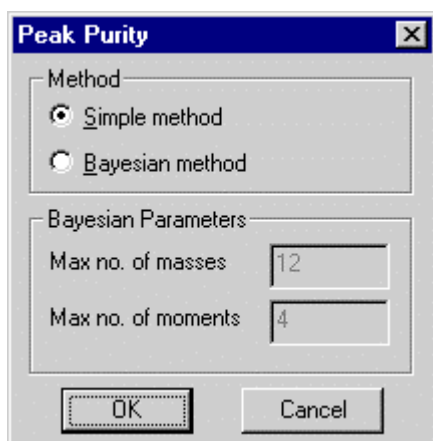 Peak Purity
Method
Simple method
Bayesian method
Bayesian Parameters
Max no. of masses 12
Max no. of moments 4
OK Cancel